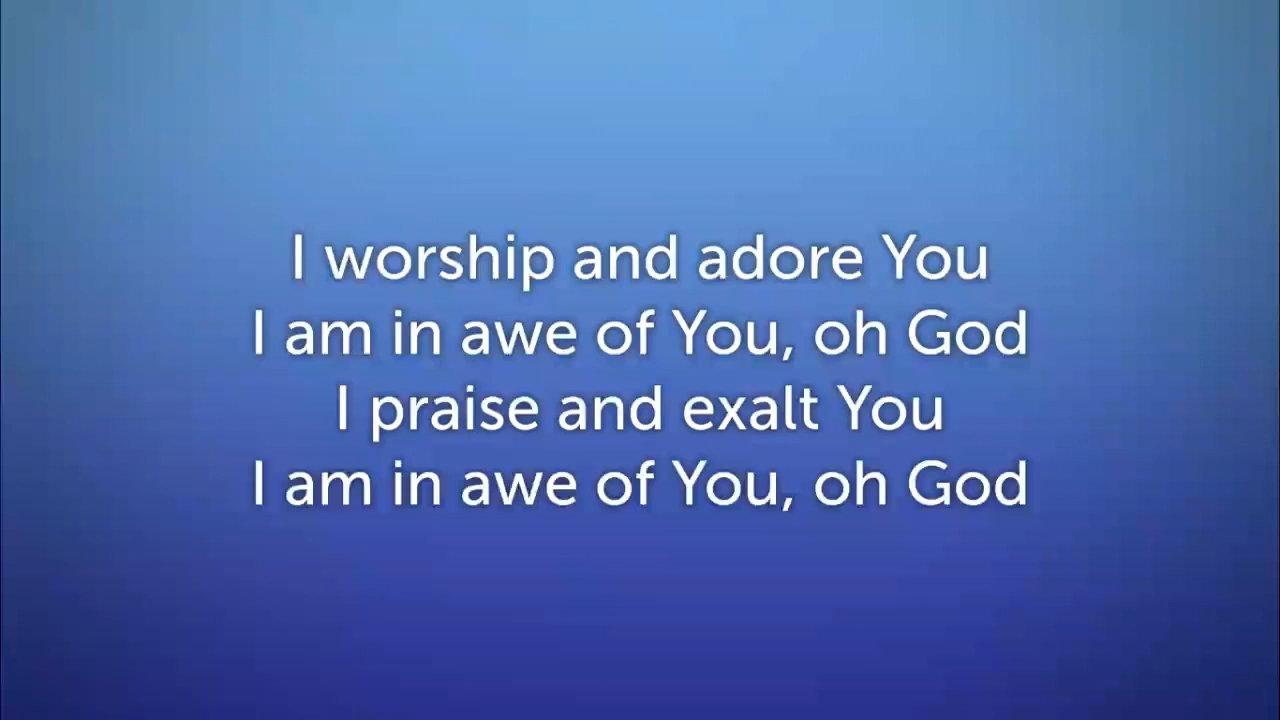 I worship and adore You
I am in awe of You, oh God
I praise and exalt You
I am in awe of You, oh God